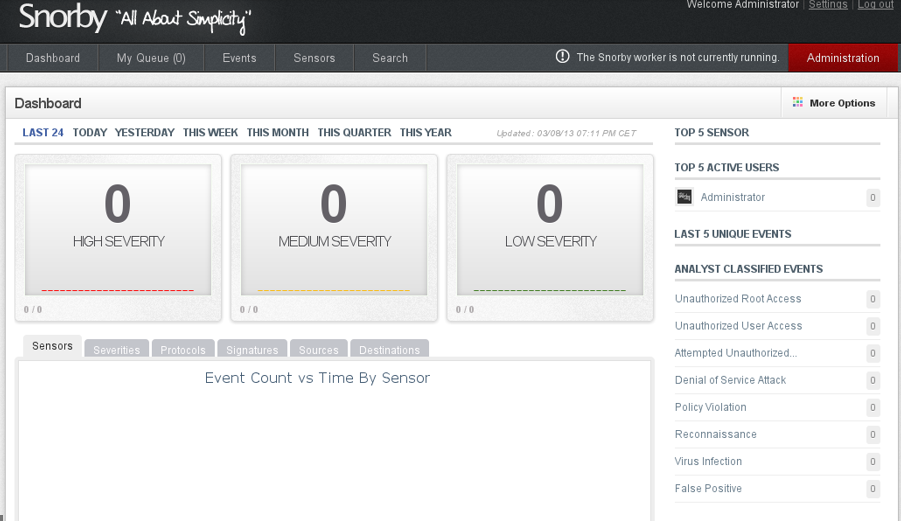 Snorby "All About Simplicity"
Welcome Administrator | Settings | Log out
Dashboard My Queue (0) Events Sensors Search The Snorby worker is not currently running. Administration
Dashboard More Options
LAST 24 TODAY YESTERDAY THIS WEEK THIS MONTH THIS QUARTER THIS YEAR Updated: 03/08/13 07:11 PM CET
0
HIGH SEVERITY
0 / 0
0
MEDIUM SEVERITY
0 / 0
0
LOW SEVERITY
0 / 0
Sensors Severities Protocols Signatures Sources Destinations
Event Count vs Time By Sensor
TOP 5 SENSOR
TOP 5 ACTIVE USERS
Administrator 0
LAST 5 UNIQUE EVENTS
ANALYST CLASSIFIED EVENTS
Unauthorized Root Access 0
Unauthorized User Access 0
Attempted Unauthorized... 0
Denial of Service Attack 0
Policy Violation 0
Reconnaissance 0
Virus Infection 0
False Positive 0